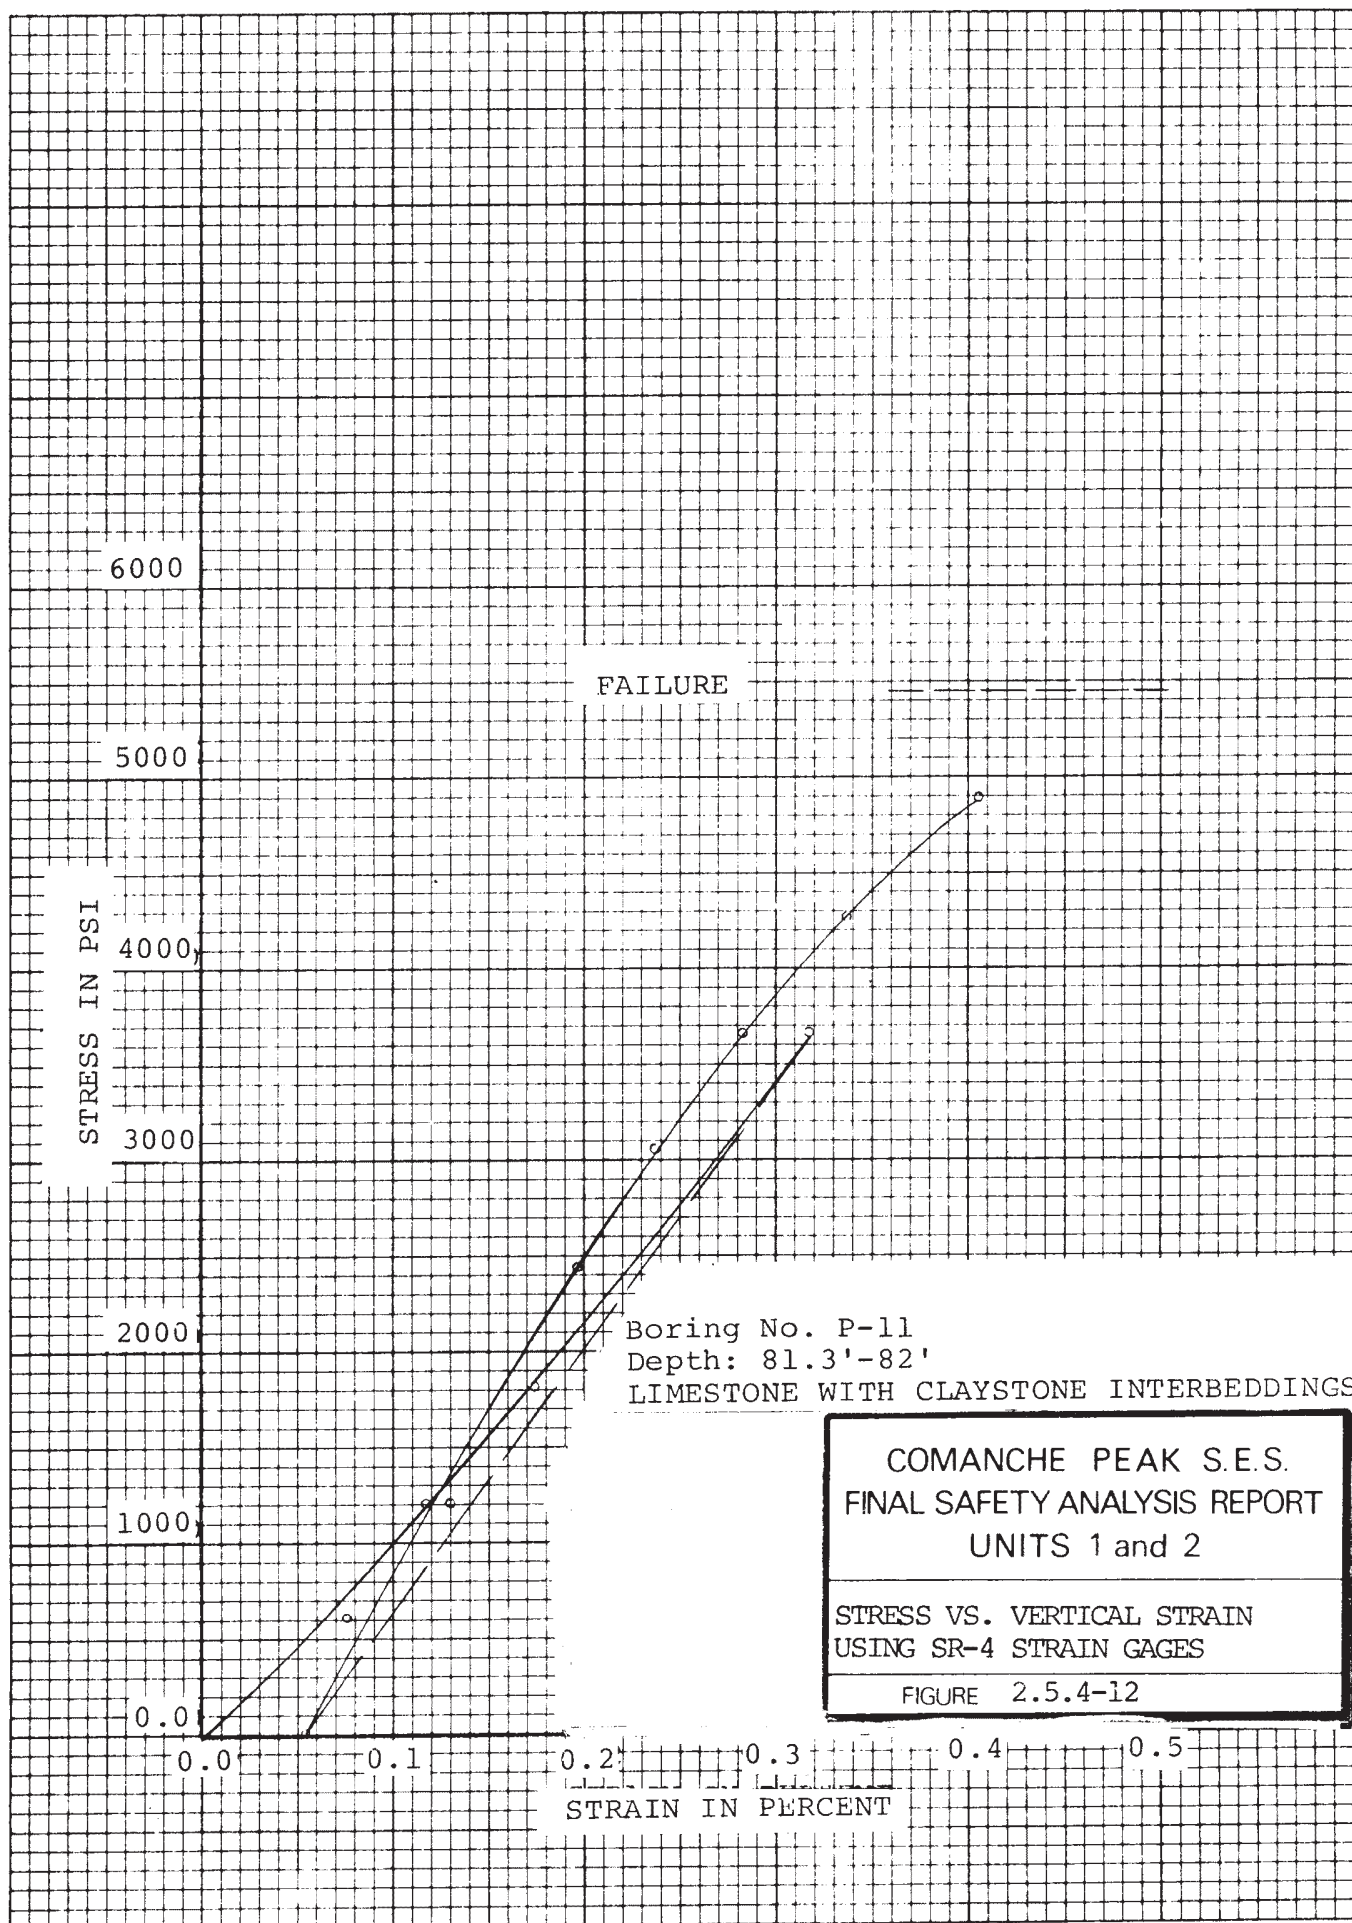 6000
FAILURE
5000
STRESS IN PSI
4000
3000
2000
Boring No. P-11
Depth: 81.3'-82'
LIMESTONE WITH CLAYSTONE INTERBEDDINGS
COMANCHE PEAK S.E.S.
FINAL SAFETY ANALYSIS REPORT
UNITS 1 and 2
1000
STRESS VS. VERTICAL STRAIN
USING SR-4 STRAIN GAGES
FIGURE 2.5.4-12
0.0
0.0 0.1 0.2 0.3 0.4 0.5
STRAIN IN PERCENT